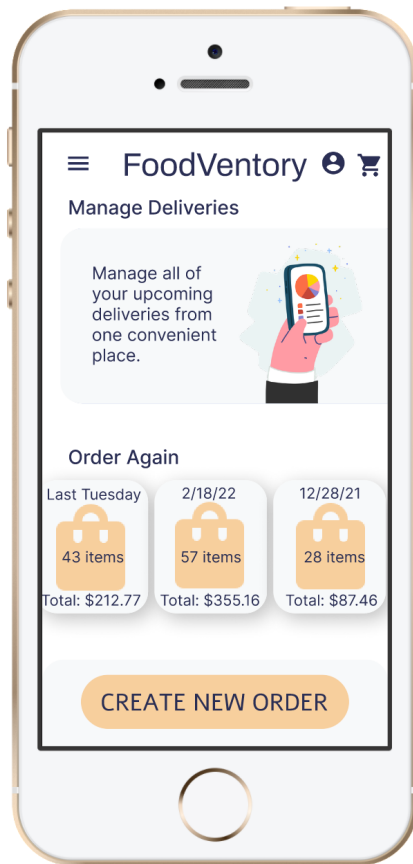 FoodVentory
Manage Deliveries
Manage all of
your upcoming
deliveries from
one convenient
place.
Order Again
Last Tuesday
43 items
Total: $212.77
2/18/22
57 items
Total: $355.16
12/28/21
28 items
Total: $87.46
CREATE NEW ORDER